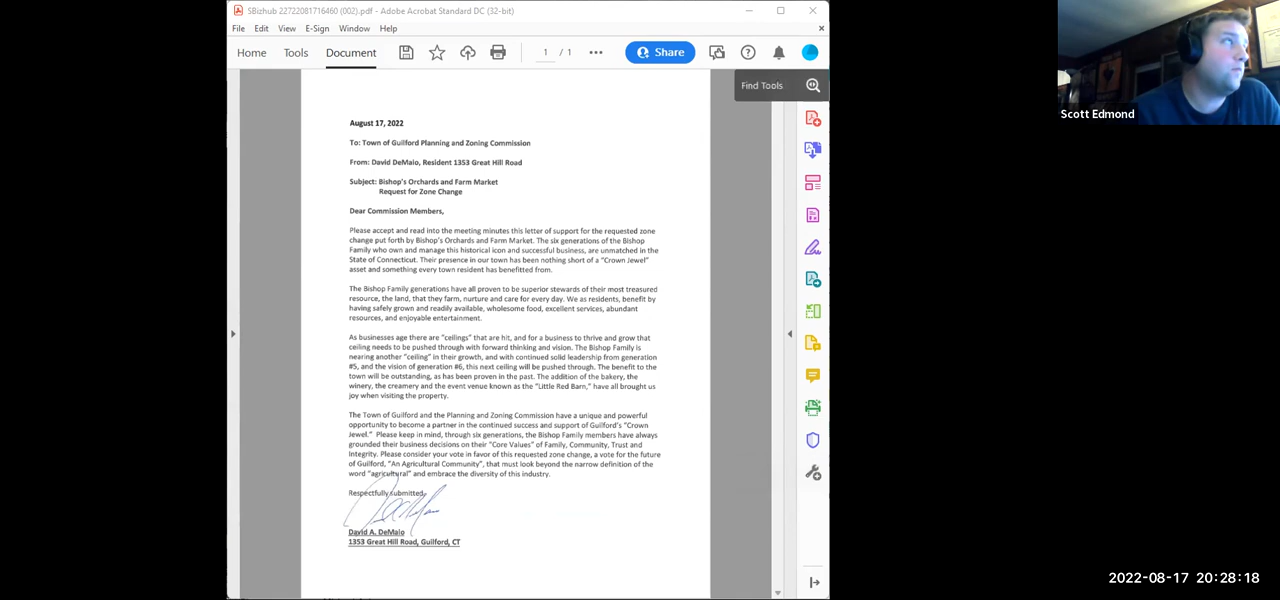 SBizhub 22722081716460 (002).pdf - Adobe Acrobat Standard DC (32-bit)
File Edit View E-Sign Window Help
Home Tools Document 1 / 1 Share
Find Tools
August 17, 2022
To: Town of Guilford Planning and Zoning Commission
From: David DeMaio, Resident 1353 Great Hill Road
Subject: Bishop's Orchards and Farm Market
Request for Zone Change
Dear Commission Members,
Please accept and read into the meeting minutes this letter of support for the requested zone
change put forth by Bishop's Orchards and Farm Market. The six generations of the Bishop
Family who own and manage this historical icon and successful business, are unmatched in the
State of Connecticut. Their presence in our town has been nothing short of a "Crown Jewel"
asset and something every town resident has benefitted from.
The Bishop Family generations have all proven to be superior stewards of their most treasured
resource, the land, that they farm, nurture and care for every day. We as residents, benefit by
having safely grown and readily available, wholesome food, excellent services, abundant
resources, and enjoyable entertainment.
As businesses age there are "ceilings" that are hit, and for a business to thrive and grow that
ceiling needs to be pushed through with forward thinking and vision. The Bishop Family is
nearing another "ceiling" in their growth, and with continued solid leadership from generation
#5, and the vision of generation #6, this next ceiling will be pushed through. The benefit to the
town will be outstanding, as has been proven in the past. The addition of the bakery, the
winery, the creamery and the event venue known as the "Little Red Barn," have all brought us
joy when visiting the property.
The Town of Guilford and the Planning and Zoning Commission have a unique and powerful
opportunity to become a partner in the continued success and support of Guilford's "Crown
Jewel." Please keep in mind, through six generations, the Bishop Family members have always
grounded their business decisions on their "Core Values" of Family, Community, Trust and
Integrity. Please consider your vote in favor of this requested zone change, a vote for the future
of Guilford, "An Agricultural Community", that must look beyond the narrow definition of the
word "agricultural" and embrace the diversity of this industry.
Respectfully submitted,
David A. DeMaio
1353 Great Hill Road, Guilford, CT
Scott Edmond
2022-08-17 20:28:18